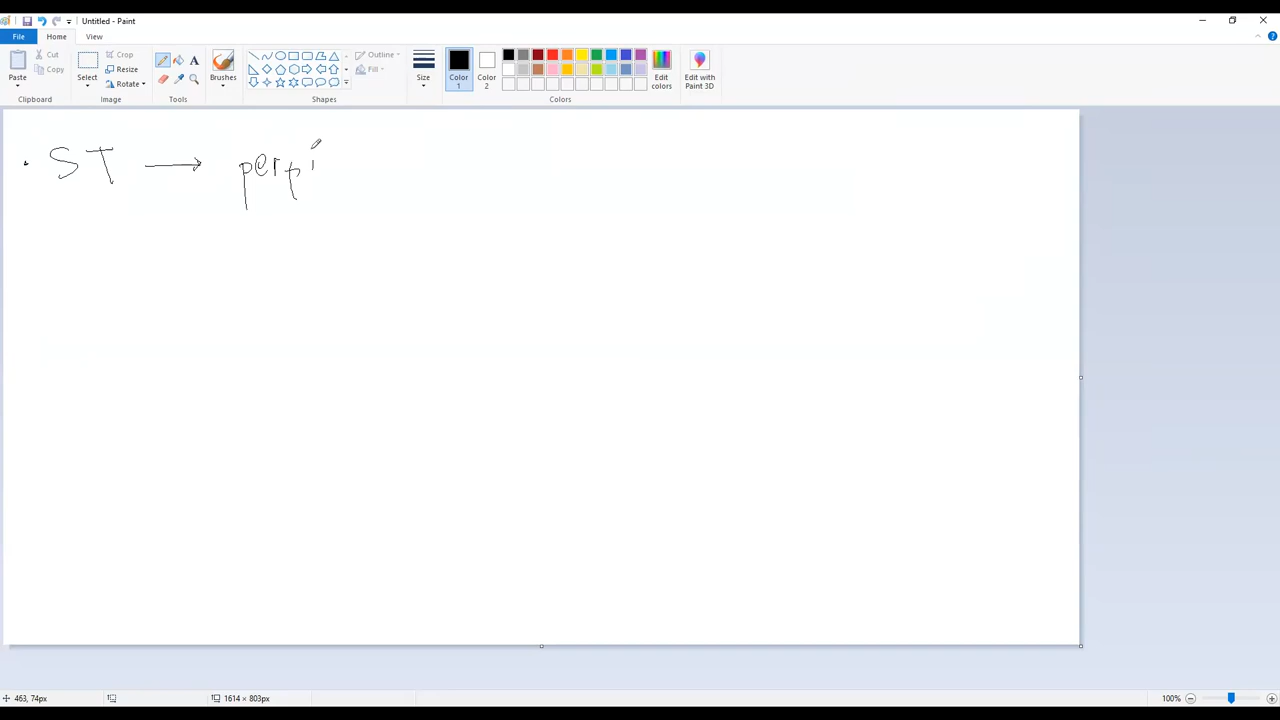 Untitled - Paint
File Home View
Paste Cut Copy Clipboard
Select Crop Resize Rotate Image
Tools
Brushes
Shapes
Outline
Fill
Size
Color 1
Color 2
Colors
Edit colors
Edit with Paint 3D
• ST → perpi
463, 74px
1614 × 803px
100%